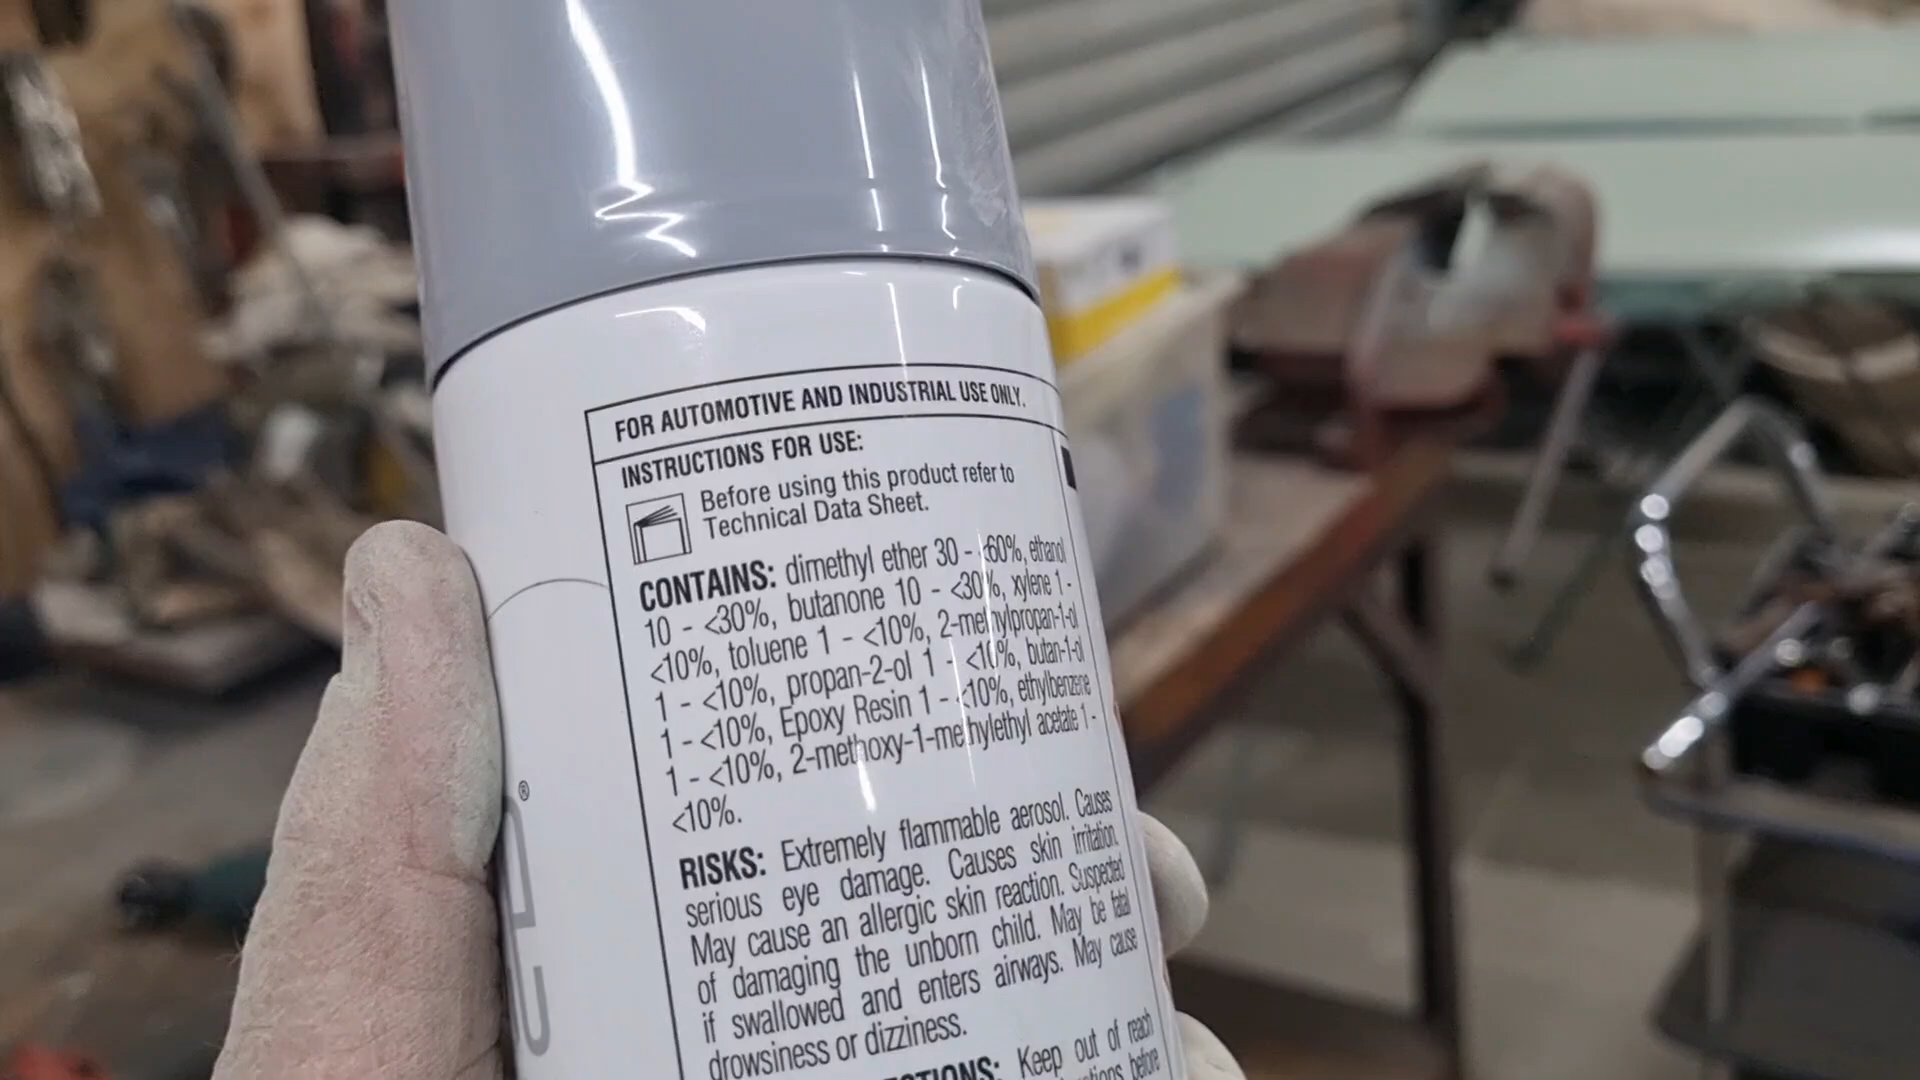 FOR AUTOMOTIVE AND INDUSTRIAL USE ONLY.
INSTRUCTIONS FOR USE:
Before using this product refer to
Technical Data Sheet.
CONTAINS: dimethyl ether 30 - <60%, ethanol
10 - <30%, butanone 10 - <30%, xylene 1 -
<10%, toluene 1 - <10%, 2-methylpropan-1-ol
1 - <10%, propan-2-ol 1 - <10%, butan-1-ol
1 - <10%, Epoxy Resin 1 - <10%, ethylbenzene
1 - <10%, 2-methoxy-1-methylethyl acetate 1 -
<10%.
RISKS: Extremely flammable aerosol. Causes
serious eye damage. Causes skin irritation.
May cause an allergic skin reaction. Suspected
of damaging the unborn child. May be fatal
if swallowed and enters airways. May cause
drowsiness or dizziness.
Keep out of reach
before
®